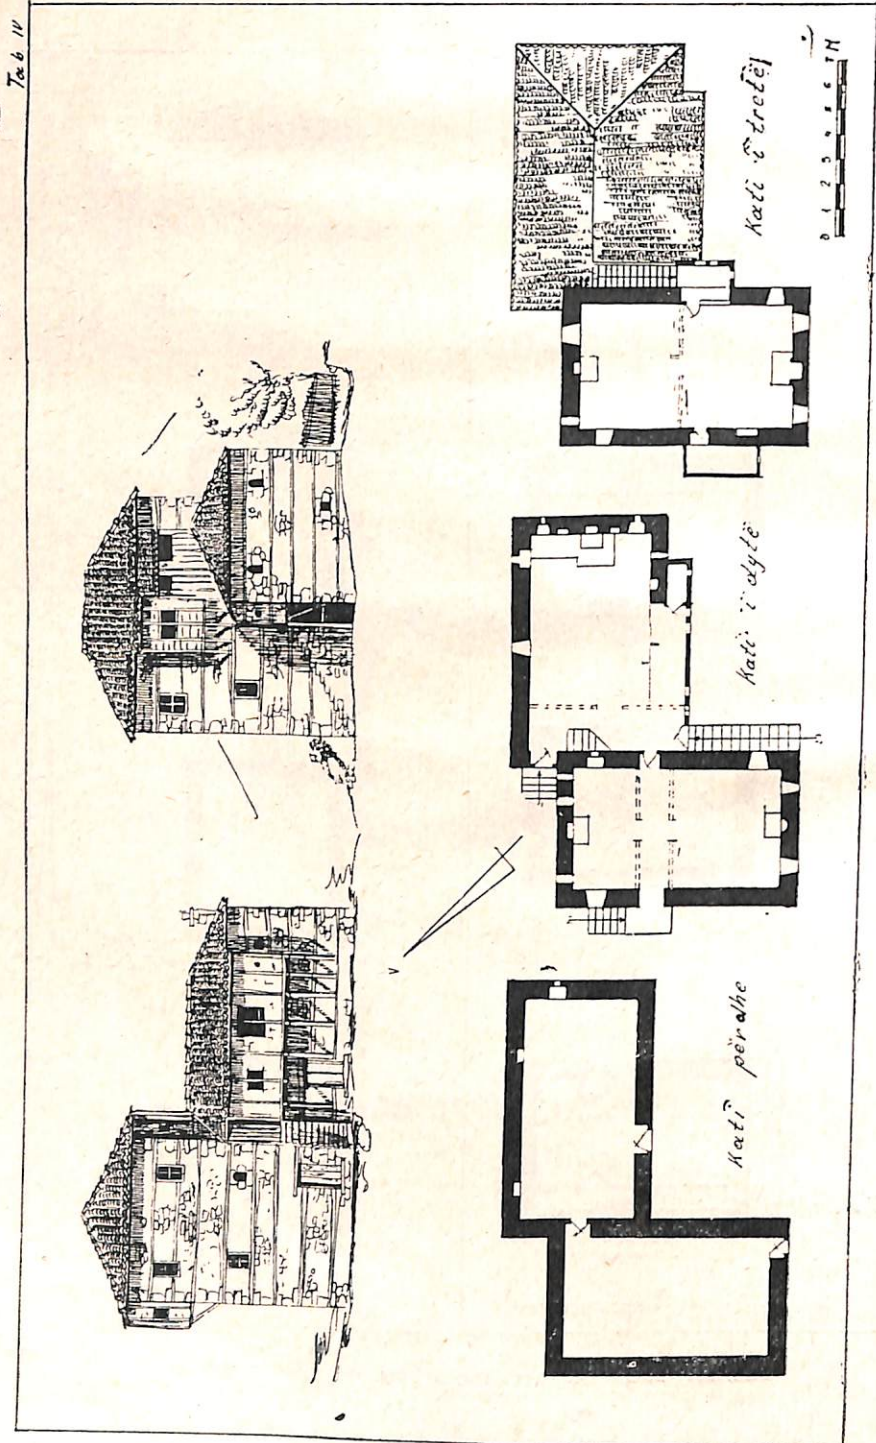 Tab IV
Kati përdhe
Kati i dytë
Kati i tretë
0 1 2 3 4 5 6 7 M
V